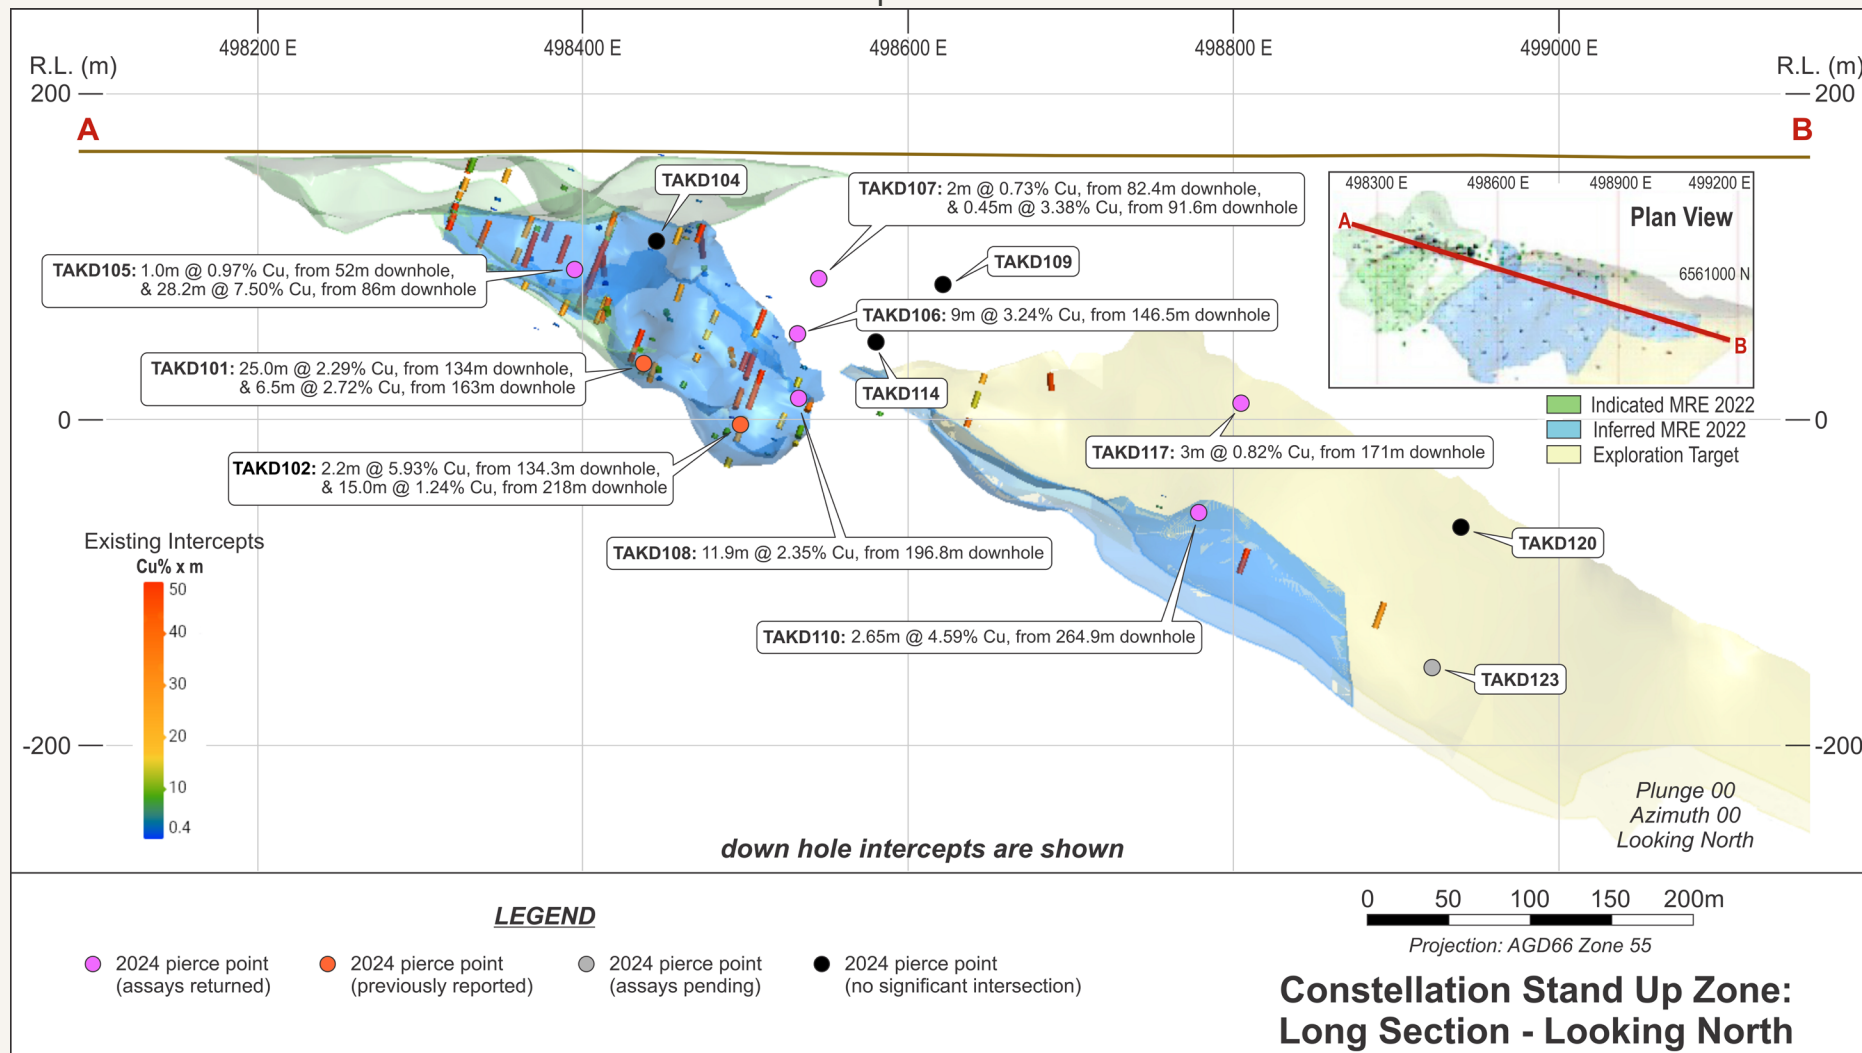 498200 E
498400 E
498600 E
498800 E
499000 E
R.L. (m)
R.L. (m)
200
200
A
B
TAKD104
TAKD107: 2m @ 0.73% Cu, from 82.4m downhole,
& 0.45m @ 3.38% Cu, from 91.6m downhole
498300 E
498600 E
498900 E
499200 E
A
Plan View
6561000 N
B
TAKD105: 1.0m @ 0.97% Cu, from 52m downhole,
& 28.2m @ 7.50% Cu, from 86m downhole
TAKD109
TAKD106: 9m @ 3.24% Cu, from 146.5m downhole
TAKD101: 25.0m @ 2.29% Cu, from 134m downhole,
& 6.5m @ 2.72% Cu, from 163m downhole
TAKD114
Indicated MRE 2022
Inferred MRE 2022
Exploration Target
0
0
TAKD117: 3m @ 0.82% Cu, from 171m downhole
TAKD102: 2.2m @ 5.93% Cu, from 134.3m downhole,
& 15.0m @ 1.24% Cu, from 218m downhole
TAKD108: 11.9m @ 2.35% Cu, from 196.8m downhole
TAKD120
Existing Intercepts
Cu% x m
50
40
30
20
10
0.4
TAKD110: 2.65m @ 4.59% Cu, from 264.9m downhole
TAKD123
-200
-200
Plunge 00
Azimuth 00
Looking North
down hole intercepts are shown
LEGEND
2024 pierce point
(assays returned)
2024 pierce point
(previously reported)
2024 pierce point
(assays pending)
2024 pierce point
(no significant intersection)
0 50 100 150 200m
Projection: AGD66 Zone 55
Constellation Stand Up Zone:
Long Section - Looking North